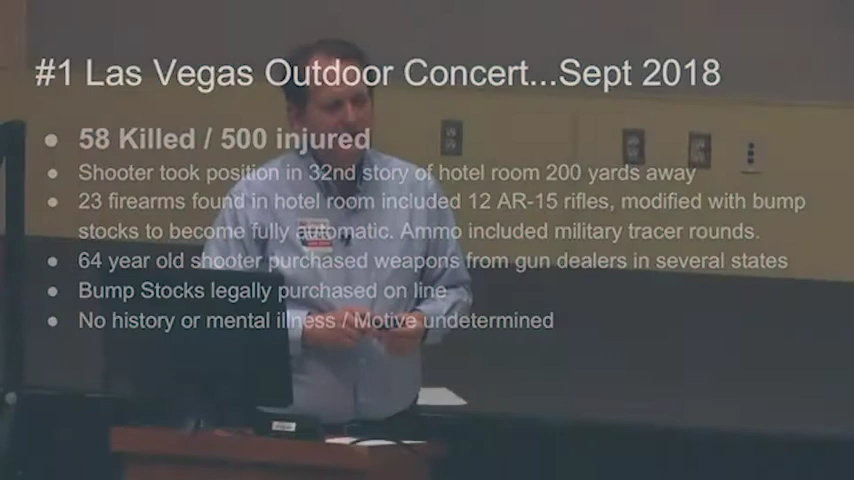 #1 Las Vegas Outdoor Concert...Sept 2018
● 58 Killed / 500 injured
● Shooter took position in 32nd story of hotel room 200 yards away
● 23 firearms found in hotel room included 12 AR-15 rifles, modified with bump
stocks to become fully automatic. Ammo included military tracer rounds.
● 64 year old shooter purchased weapons from gun dealers in several states
● Bump Stocks legally purchased on line
● No history or mental illness / Motive undetermined